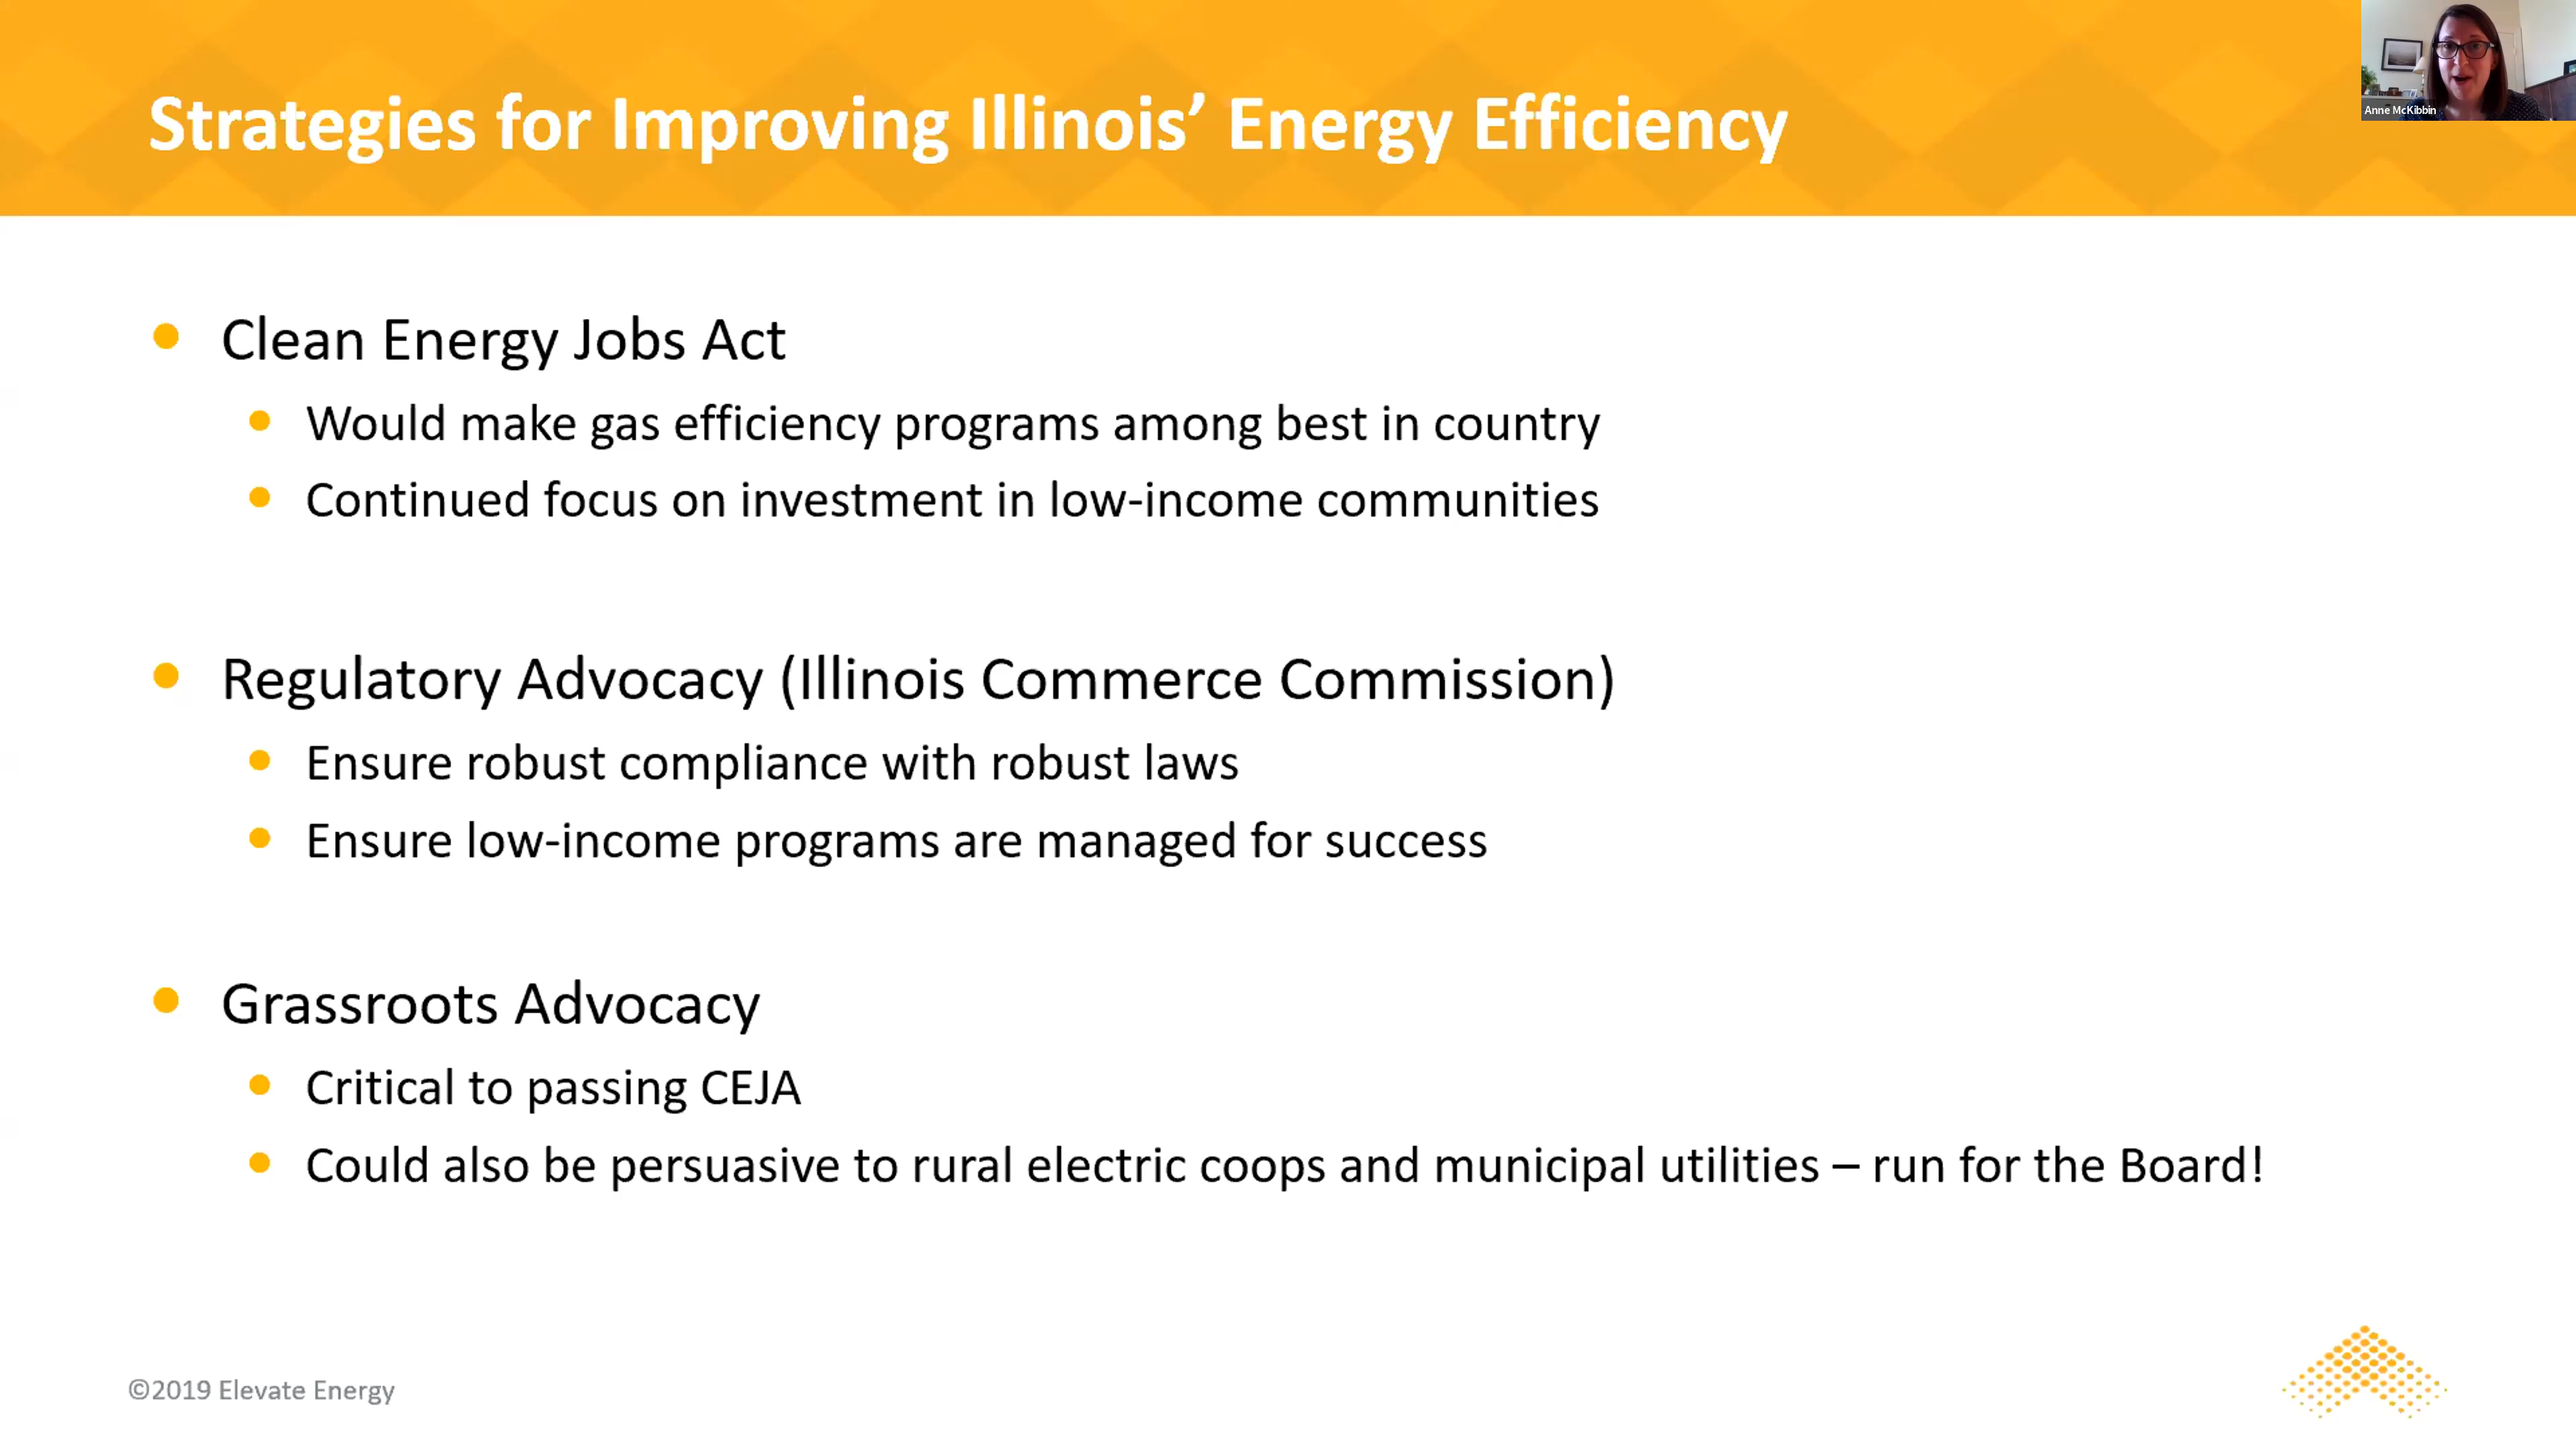 Strategies for Improving Illinois’ Energy Efficiency
Anne McKibbin
• Clean Energy Jobs Act
• Would make gas efficiency programs among best in country
• Continued focus on investment in low-income communities
• Regulatory Advocacy (Illinois Commerce Commission)
• Ensure robust compliance with robust laws
• Ensure low-income programs are managed for success
• Grassroots Advocacy
• Critical to passing CEJA
• Could also be persuasive to rural electric coops and municipal utilities – run for the Board!
©2019 Elevate Energy